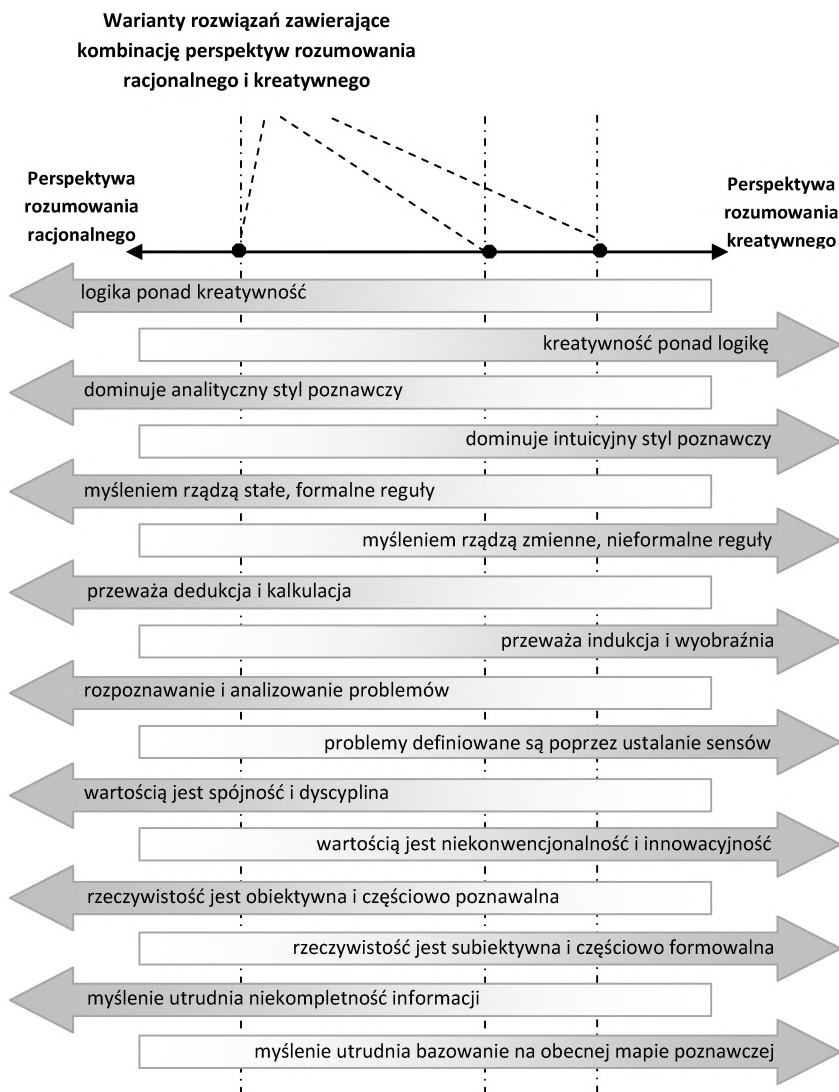 Warianty rozwiązań zawierające
kombinację perspektyw rozumowania
racjonalnego i kreatywnego
Perspektywa
rozumowania
racjonalnego
Perspektywa
rozumowania
kreatywnego
logika ponad kreatywność
kreatywność ponad logikę
dominuje analityczny styl poznawczy
dominuje intuicyjny styl poznawczy
myśleniem rządzą stałe, formalne reguły
myśleniem rządzą zmienne, nieformalne reguły
przeważa dedukcja i kalkulacja
przeważa indukcja i wyobraźnia
rozpoznawanie i analizowanie problemów
problemy definiowane są poprzez ustalanie sensów
wartością jest spójność i dyscyplina
wartością jest niekonwencjonalność i innowacyjność
rzeczywistość jest obiektywna i częściowo poznawalna
rzeczywistość jest subiektywna i częściowo formowalna
myślenie utrudnia niekompletność informacji
myślenie utrudnia bazowanie na obecnej mapie poznawczej